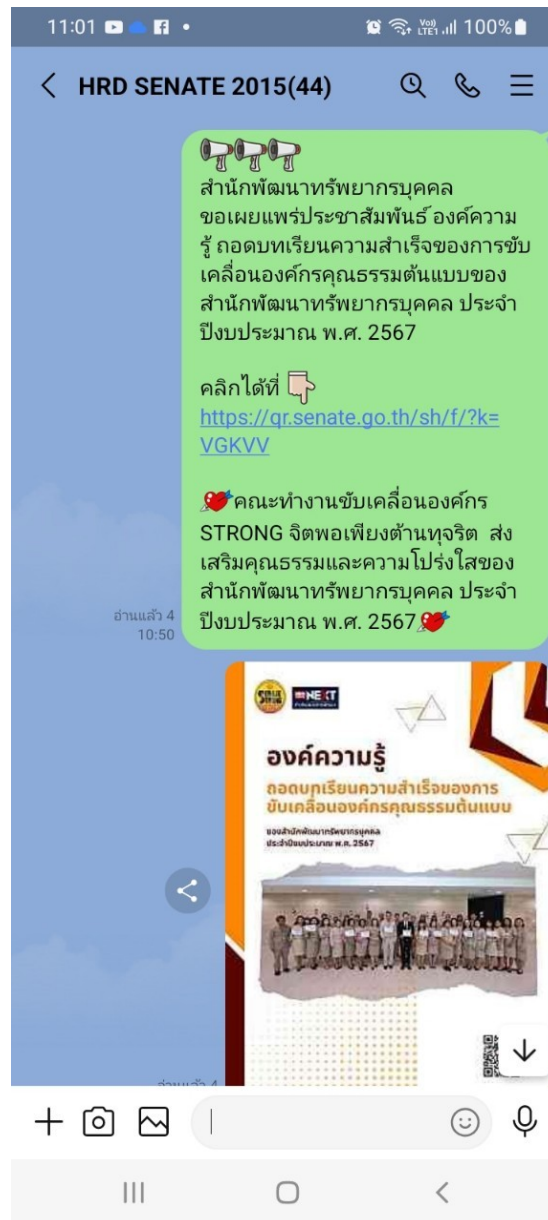 11:01
100%
HRD SENATE 2015(44)
สำนักพัฒนาทรัพยากรบุคคล
ขอเผยแพร่ประชาสัมพันธ์ องค์ความ
รู้ ถอดบทเรียนความสำเร็จของการขับ
เคลื่อนองค์กรคุณธรรมต้นแบบของ
สำนักพัฒนาทรัพยากรบุคคล ประจำ
ปีงบประมาณ พ.ศ. 2567
คลิกได้ที่
https://qr.senate.go.th/sh/f/?k=
VGKVV
คณะทำงานขับเคลื่อนองค์กร
STRONG จิตพอเพียงต้านทุจริต ส่ง
เสริมคุณธรรมและความโปร่งใสของ
สำนักพัฒนาทรัพยากรบุคคล ประจำ
ปีงบประมาณ พ.ศ. 2567
อ่านแล้ว 4
10:50
NEXT
องค์ความรู้
ถอดบทเรียนความสำเร็จของการ
ขับเคลื่อนองค์กรคุณธรรมต้นแบบ
ของสำนักพัฒนาทรัพยากรบุคคล
ประจำปีงบประมาณ พ.ศ. 2567
อ่านแล้ว 4